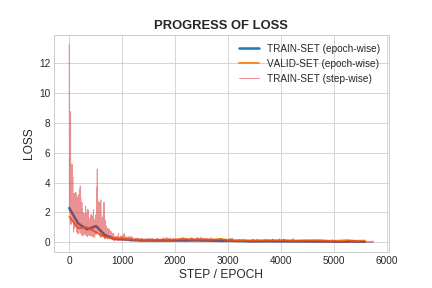 PROGRESS OF LOSS
TRAIN-SET (epoch-wise)
VALID-SET (epoch-wise)
TRAIN-SET (step-wise)
LOSS
12
10
8
6
4
2
0
0 1000 2000 3000 4000 5000 6000
STEP / EPOCH